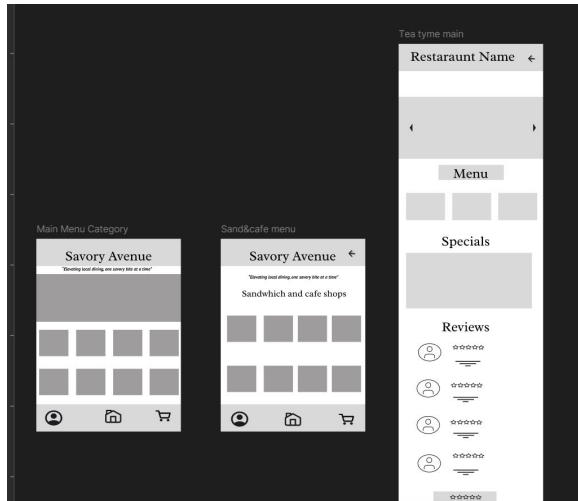 Tea tyme main
Restaraunt Name
Menu
Specials
Reviews
Main Menu Category
Savory Avenue
"Elevating local dining, one savory bite at a time"
Sand&cafe menu
Savory Avenue
"Elevating local dining, one savory bite at a time"
Sandwhich and cafe shops